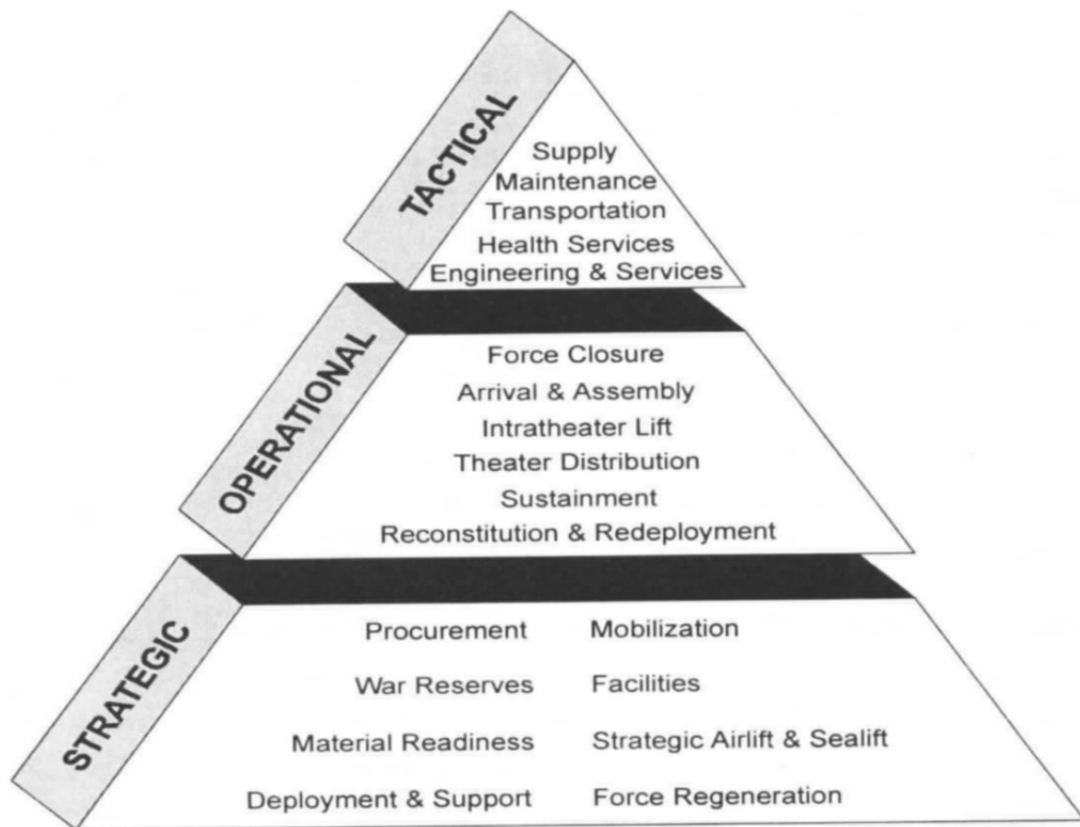 TACTICAL
Supply
Maintenance
Transportation
Health Services
Engineering & Services
OPERATIONAL
Force Closure
Arrival & Assembly
Intratheater Lift
Theater Distribution
Sustainment
Reconstitution & Redeployment
STRATEGIC
Procurement Mobilization
War Reserves Facilities
Material Readiness Strategic Airlift & Sealift
Deployment & Support Force Regeneration